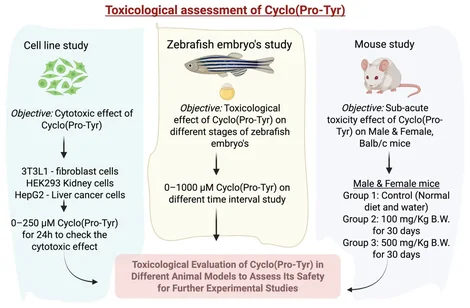 Toxicological assessment of Cyclo(Pro-Tyr)
Cell line study
Objective: Cytotoxic effect of
Cyclo(Pro-Tyr)
3T3L1 - fibroblast cells
HEK293 Kidney cells
HepG2 - Liver cancer cells
0–250 μM Cyclo(Pro-Tyr)
for 24h to check the
cytotoxic effect
Zebrafish embryo's study
Objective: Toxicological
effect of Cyclo(Pro-Tyr) on
different stages of zebrafish
embryo's
0–1000 μM Cyclo(Pro-Tyr) on
different time interval study
Mouse study
Objective: Sub-acute
toxicity effect of Cyclo(Pro-
Tyr) on Male & Female,
Balb/c mice
Male & Female mice
Group 1: Control (Normal
diet and water)
Group 2: 100 mg/Kg B.W.
for 30 days
Group 3: 500 mg/Kg B.W.
for 30 days
Toxicological Evaluation of Cyclo(Pro-Tyr) in
Different Animal Models to Assess Its Safety
for Further Experimental Studies